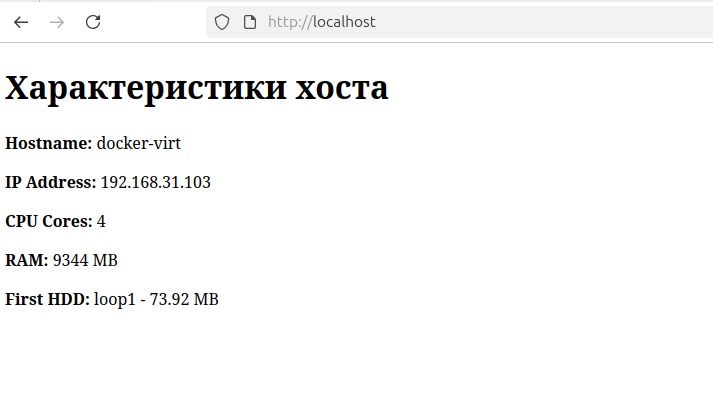 http://localhost
Характеристики хоста
Hostname: docker-virt
IP Address: 192.168.31.103
CPU Cores: 4
RAM: 9344 MB
First HDD: loop1 - 73.92 MB